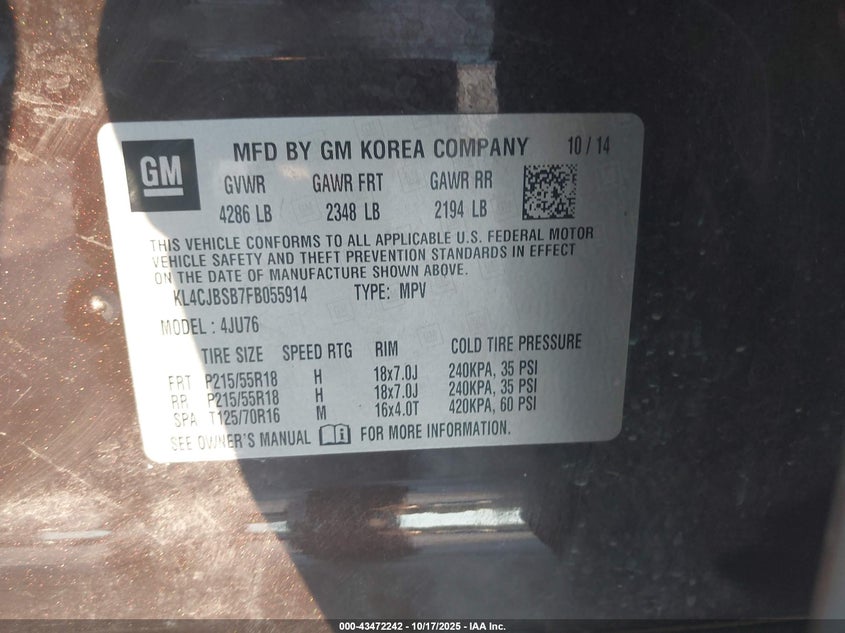 GM MFD BY GM KOREA COMPANY 10 / 14
GVWR GAWR FRT GAWR RR
4286 LB 2348 LB 2194 LB
THIS VEHICLE CONFORMS TO ALL APPLICABLE U.S. FEDERAL MOTOR
VEHICLE SAFETY AND THEFT PREVENTION STANDARDS IN EFFECT
ON THE DATE OF MANUFACTURE SHOWN ABOVE.
KL4CJBSB7FB055914 TYPE: MPV
MODEL : 4JU76
TIRE SIZE SPEED RTG RIM COLD TIRE PRESSURE
FRT P215/55R18 H 18x7.0J 240KPA, 35 PSI
RR P215/55R18 H 18x7.0J 240KPA, 35 PSI
SPA T125/70R16 M 16x4.0T 420KPA, 60 PSI
SEE OWNER'S MANUAL FOR MORE INFORMATION.
000-43472242 - 10/17/2025 - IAA Inc.